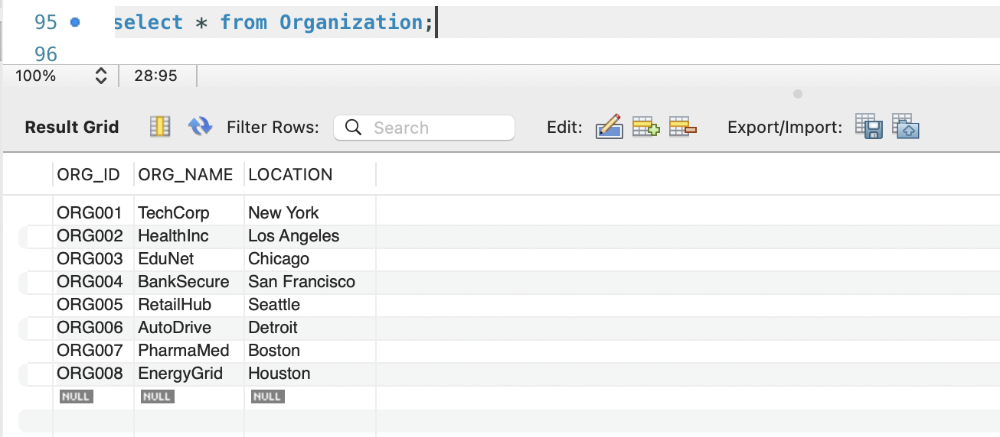 95 select * from Organization;
96
100% 28:95
Result Grid Filter Rows: Search Edit: Export/Import:
ORG_ID ORG_NAME LOCATION
ORG001 TechCorp New York
ORG002 HealthInc Los Angeles
ORG003 EduNet Chicago
ORG004 BankSecure San Francisco
ORG005 RetailHub Seattle
ORG006 AutoDrive Detroit
ORG007 PharmaMed Boston
ORG008 EnergyGrid Houston
NULL NULL NULL